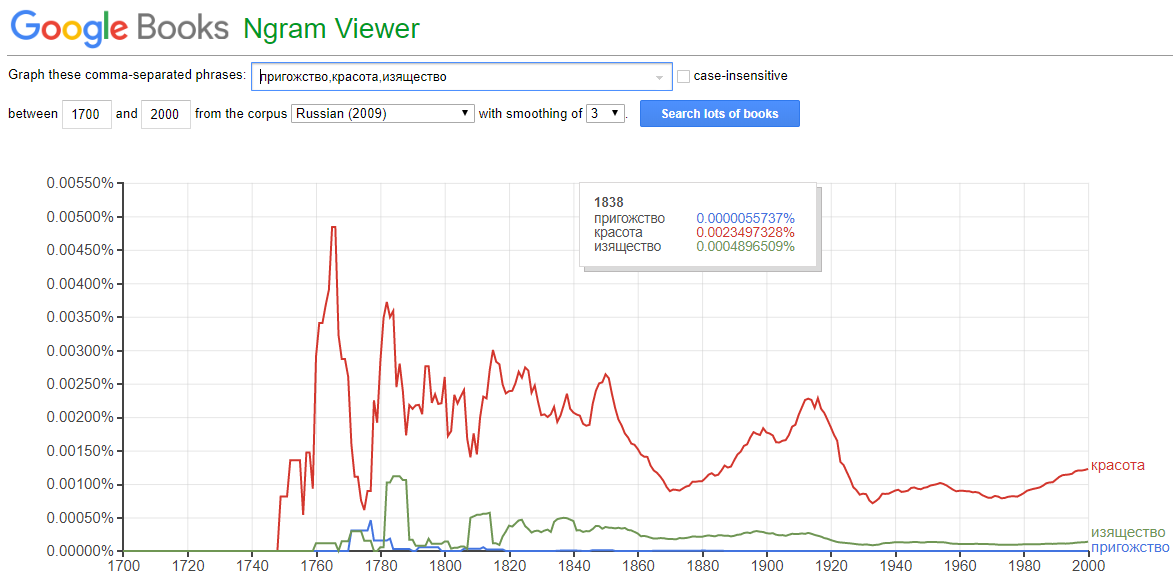 Google Books Ngram Viewer
Graph these comma-separated phrases: пригожство,красота,изящество case-insensitive
between 1700 and 2000 from the corpus Russian (2009) with smoothing of 3 . Search lots of books
0.00550%
0.00500%
0.00450%
0.00400%
0.00350%
0.00300%
0.00250%
0.00200%
0.00150%
0.00100%
0.00050%
0.00000%
1838
пригожство 0.0000055737%
красота 0.0023497328%
изящество 0.0004896509%
красота
изящество
пригожство
1700 1720 1740 1760 1780 1800 1820 1840 1860 1880 1900 1920 1940 1960 1980 2000